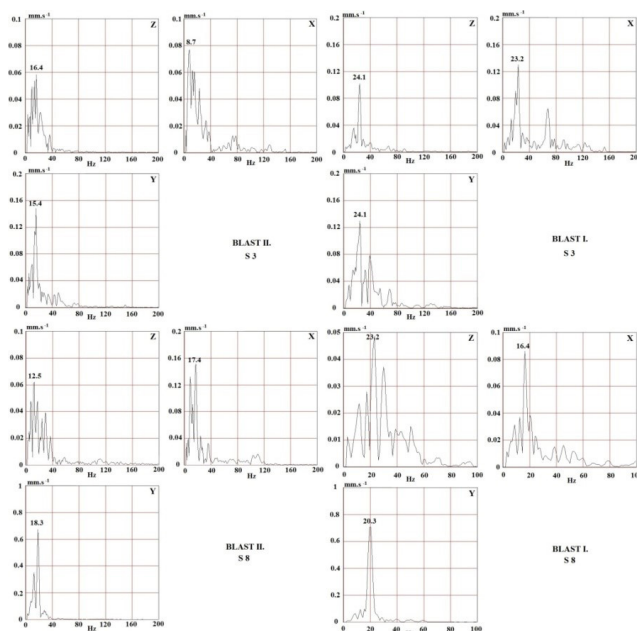 mm.s⁻¹
0.1
Z
16.4
0.08
0.06
0.04
0.02
0
0 40 80 120 160 200
Hz
mm.s⁻¹
0.1
X
8.7
0.08
0.06
0.04
0.02
0
0 40 80 120 160 200
Hz
mm.s⁻¹
0.2
Z
24.1
0.16
0.12
0.08
0.04
0
0 40 80 120 160 200
Hz
mm.s⁻¹
0.2
X
23.2
0.16
0.12
0.08
0.04
0
0 40 80 120 160 200
Hz
mm.s⁻¹
0.2
Y
15.4
0.16
0.12
0.08
0.04
0
0 40 80 120 160 200
Hz
BLAST II.
S 3
mm.s⁻¹
0.2
Y
24.1
0.16
0.12
0.08
0.04
0
0 40 80 120 160 200
Hz
BLAST I.
S 3
mm.s⁻¹
0.1
Z
12.5
0.08
0.06
0.04
0.02
0
0 40 80 120 160 200
Hz
mm.s⁻¹
0.2
X
17.4
0.16
0.12
0.08
0.04
0
0 40 80 120 160 200
Hz
mm.s⁻¹
0.05
Z
23.2
0.04
0.03
0.02
0.01
0
0 20 40 60 80 100
Hz
mm.s⁻¹
0.1
X
16.4
0.08
0.06
0.04
0.02
0
0 20 40 60 80 100
Hz
mm.s⁻¹
1
Y
18.3
0.8
0.6
0.4
0.2
0
0 40 80 120 160 200
Hz
BLAST II.
S 8
mm.s⁻¹
1
Y
20.3
0.8
0.6
0.4
0.2
0
0 20 40 60 80 100
Hz
BLAST I.
S 8